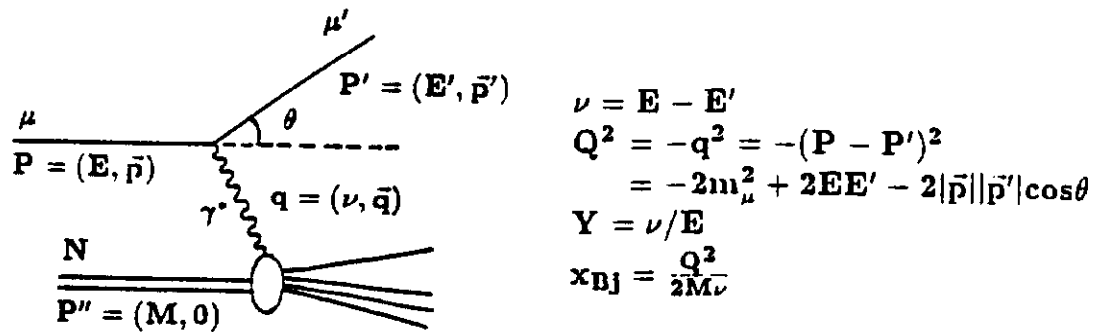 μ'
P' = (E', p⃗')
μ
θ
P = (E, p⃗)
γ* q = (ν, q⃗)
N
P'' = (M, 0)
ν = E − E'
Q² = −q² = −(P − P')²
= −2m²_μ + 2EE' − 2|p⃗||p⃗'|cosθ
Y = ν/E
x_Bj = Q²/2Mν